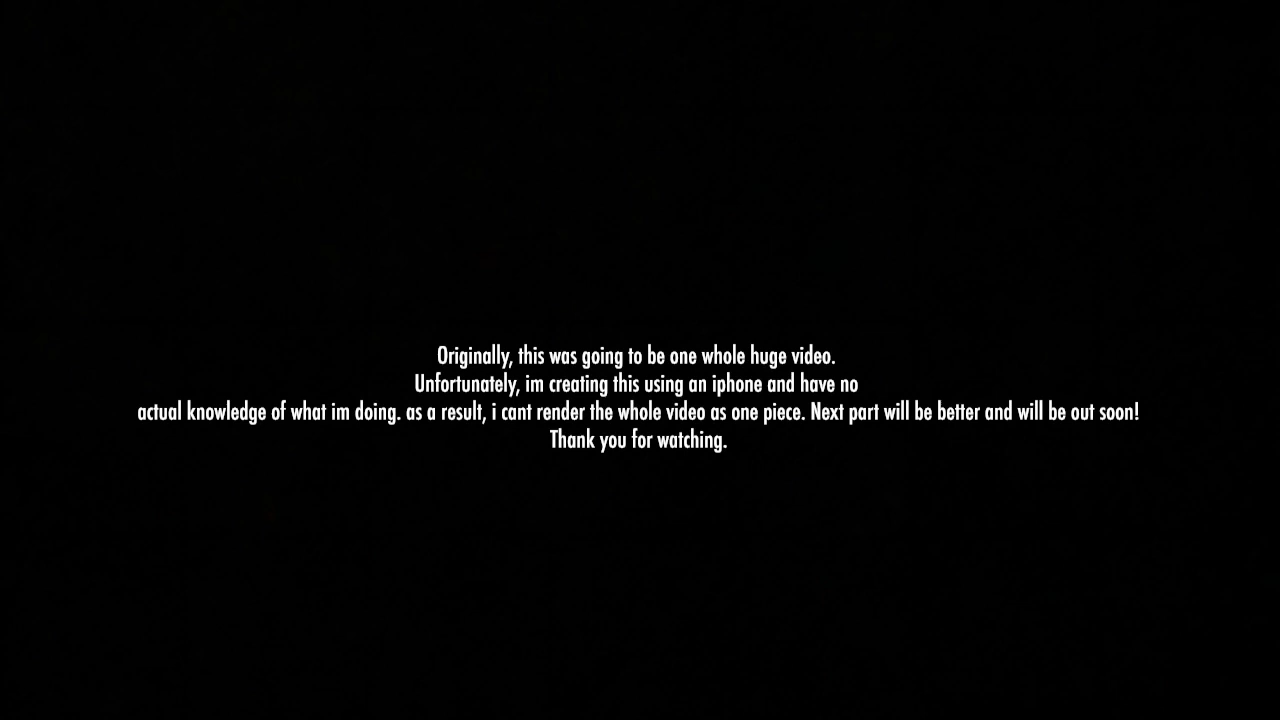 Originally, this was going to be one whole huge video.
Unfortunately, im creating this using an iphone and have no
actual knowledge of what im doing. as a result, i cant render the whole video as one piece. Next part will be better and will be out soon!
Thank you for watching.